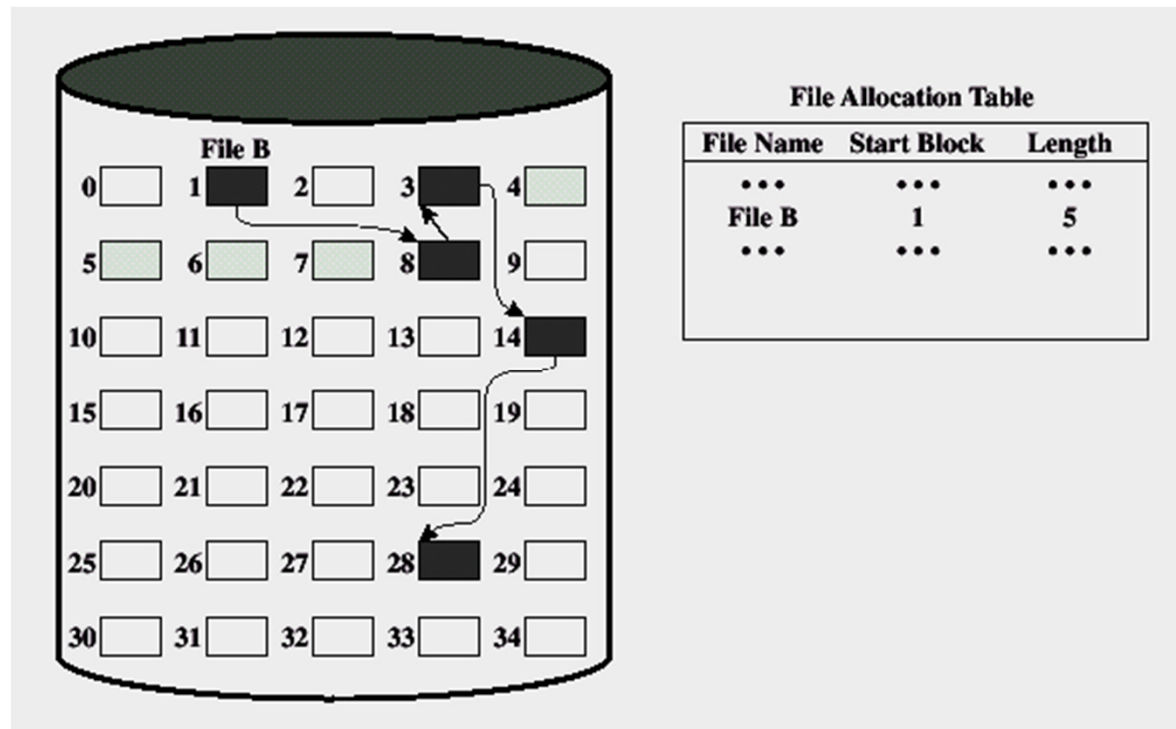 File Allocation Table
File Name Start Block Length
••• ••• •••
File B 1 5
••• ••• •••
File B
0 1 2 3 4
5 6 7 8 9
10 11 12 13 14
15 16 17 18 19
20 21 22 23 24
25 26 27 28 29
30 31 32 33 34